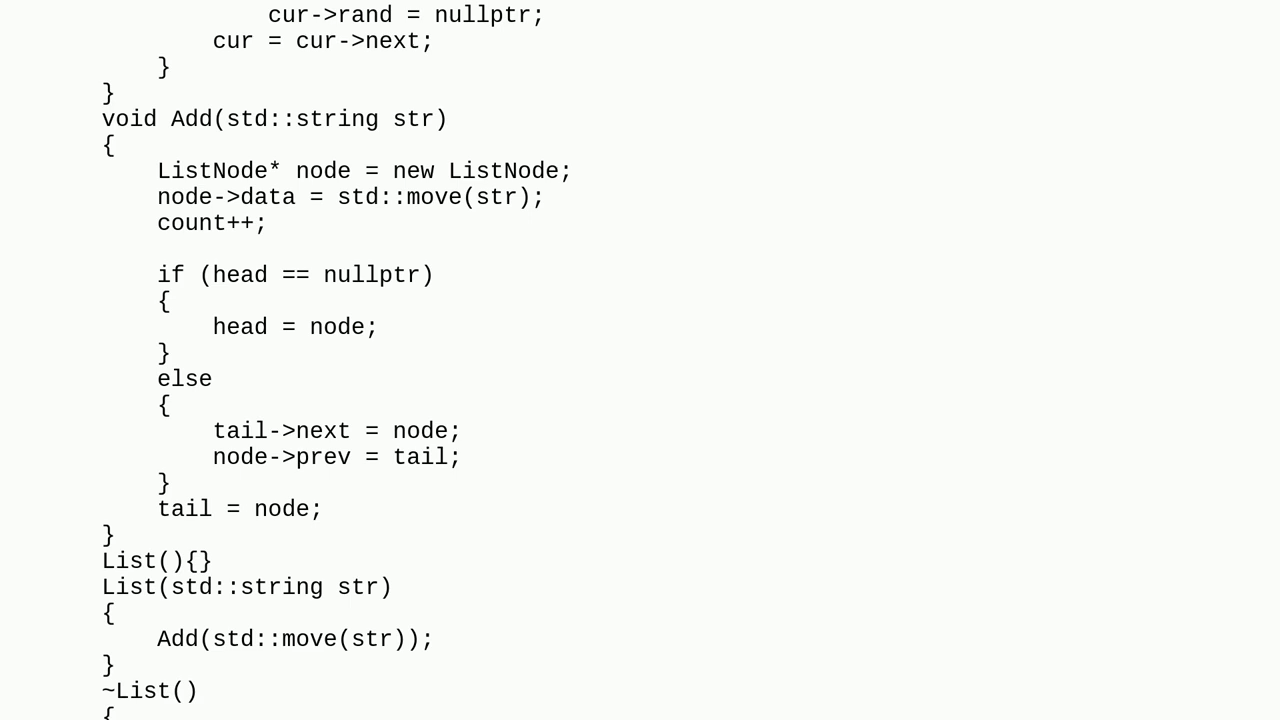 cur->rand = nullptr;
        cur = cur->next;
    }
}
void Add(std::string str)
{
    ListNode* node = new ListNode;
    node->data = std::move(str);
    count++;

    if (head == nullptr)
    {
        head = node;
    }
    else
    {
        tail->next = node;
        node->prev = tail;
    }
    tail = node;
}
List(){}
List(std::string str)
{
    Add(std::move(str));
}
~List()
{